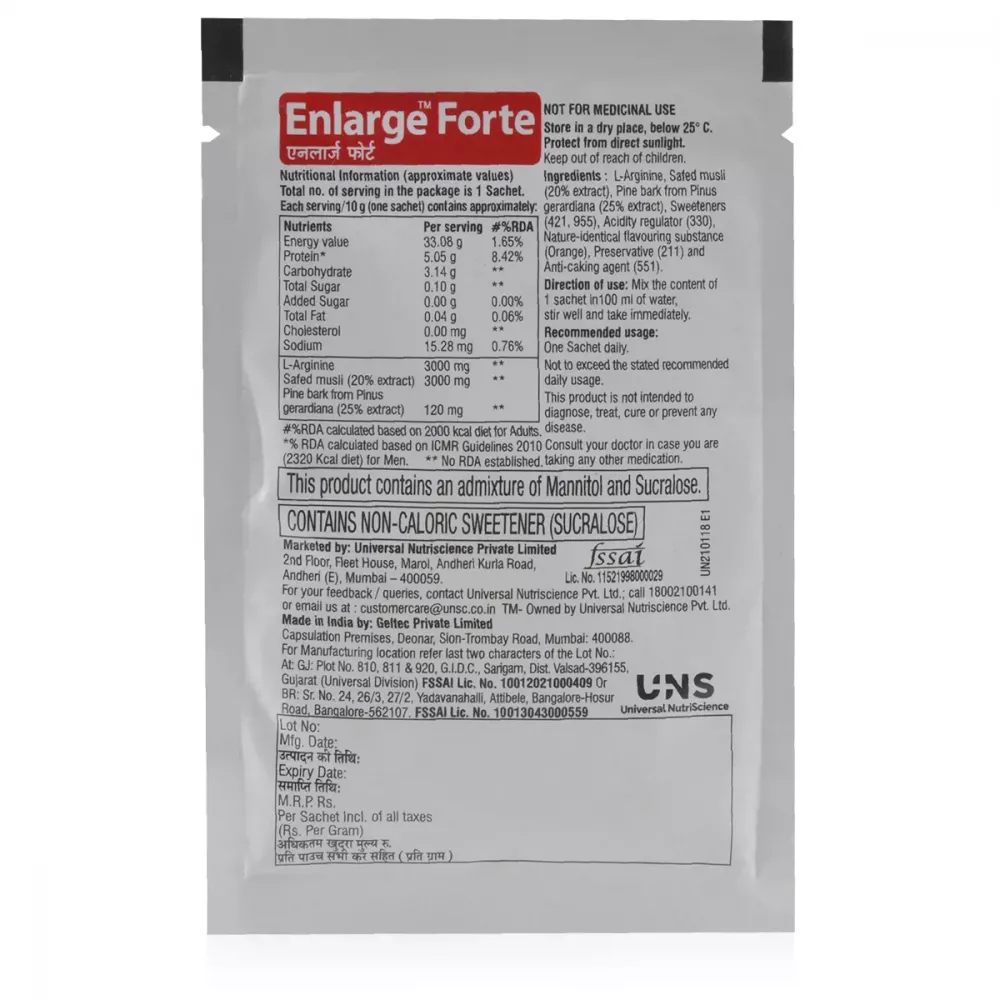 Enlarge™ Forte
एनलार्ज फोर्ट
Nutritional Information (approximate values)
Total no. of serving in the package is 1 Sachet.
Each serving/10 g (one sachet) contains approximately:
Nutrients Per serving #%RDA
Energy value 33.08 g 1.65%
Protein* 5.05 g 8.42%
Carbohydrate 3.14 g **
Total Sugar 0.10 g **
Added Sugar 0.00 g 0.00%
Total Fat 0.04 g 0.06%
Cholesterol 0.00 mg **
Sodium 15.28 mg 0.76%
L-Arginine 3000 mg **
Safed musli (20% extract) 3000 mg **
Pine bark from Pinus
gerardiana (25% extract) 120 mg **
#%RDA calculated based on 2000 kcal diet for Adults.
*% RDA calculated based on ICMR Guidelines 2010
(2320 Kcal diet) for Men. ** No RDA established.
NOT FOR MEDICINAL USE
Store in a dry place, below 25° C.
Protect from direct sunlight.
Keep out of reach of children.
Ingredients : L-Arginine, Safed musli
(20% extract), Pine bark from Pinus
gerardiana (25% extract), Sweeteners
(421, 955), Acidity regulator (330),
Nature-identical flavouring substance
(Orange), Preservative (211) and
Anti-caking agent (551).
Direction of use: Mix the content of
1 sachet in100 ml of water,
stir well and take immediately.
Recommended usage:
One Sachet daily.
Not to exceed the stated recommended
daily usage.
This product is not intended to
diagnose, treat, cure or prevent any
disease.
Consult your doctor in case you are
taking any other medication.
This product contains an admixture of Mannitol and Sucralose.
CONTAINS NON-CALORIC SWEETENER (SUCRALOSE)
Marketed by: Universal Nutriscience Private Limited
2nd Floor, Fleet House, Marol, Andheri Kurla Road,
Andheri (E), Mumbai – 400059.
fssai
Lic. No. 11521998000029
UN210118 E1
For your feedback / queries, contact Universal Nutriscience Pvt. Ltd.; call 18002100141
or email us at : customercare@unsc.co.in TM- Owned by Universal Nutriscience Pvt. Ltd.
Made in India by: Geltec Private Limited
Capsulation Premises, Deonar, Sion-Trombay Road, Mumbai: 400088.
For Manufacturing location refer last two characters of the Lot No.:
At: GJ: Plot No. 810, 811 & 920, G.I.D.C., Sarigam, Dist. Valsad-396155,
Gujarat (Universal Division) FSSAI Lic. No. 10012021000409 Or
BR: Sr. No. 24, 26/3, 27/2, Yadavanahalli, Attibele, Bangalore-Hosur
Road, Bangalore-562107. FSSAI Lic. No. 10013043000559
UNS
Universal NutriScience
Lot No:
Mfg. Date:
उत्पादन की तिथि:
Expiry Date:
समाप्ति तिथि:
M.R.P. Rs.
Per Sachet Incl. of all taxes
(Rs. Per Gram)
अधिकतम खुदरा मुल्य रु.
प्रति पाउच सभी कर सहित ( प्रति ग्राम )